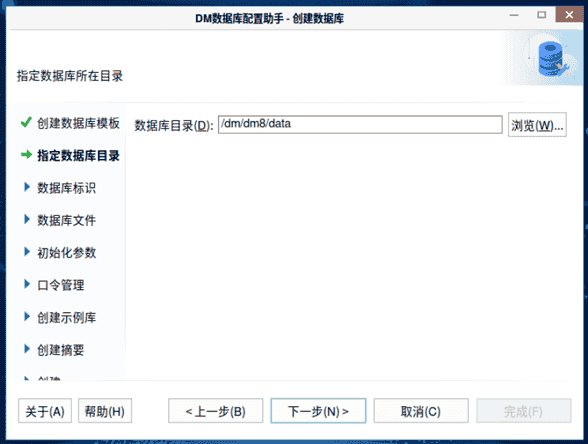 DM数据库配置助手 - 创建数据库
指定数据库所在目录
创建数据库模板
指定数据库目录
数据库标识
数据库文件
初始化参数
口令管理
创建示例库
创建摘要
数据库目录(D): /dm/dm8/data 浏览(W)...
关于(A) 帮助(H) < 上一步(B) 下一步(N) > 取消(C) 完成(F)